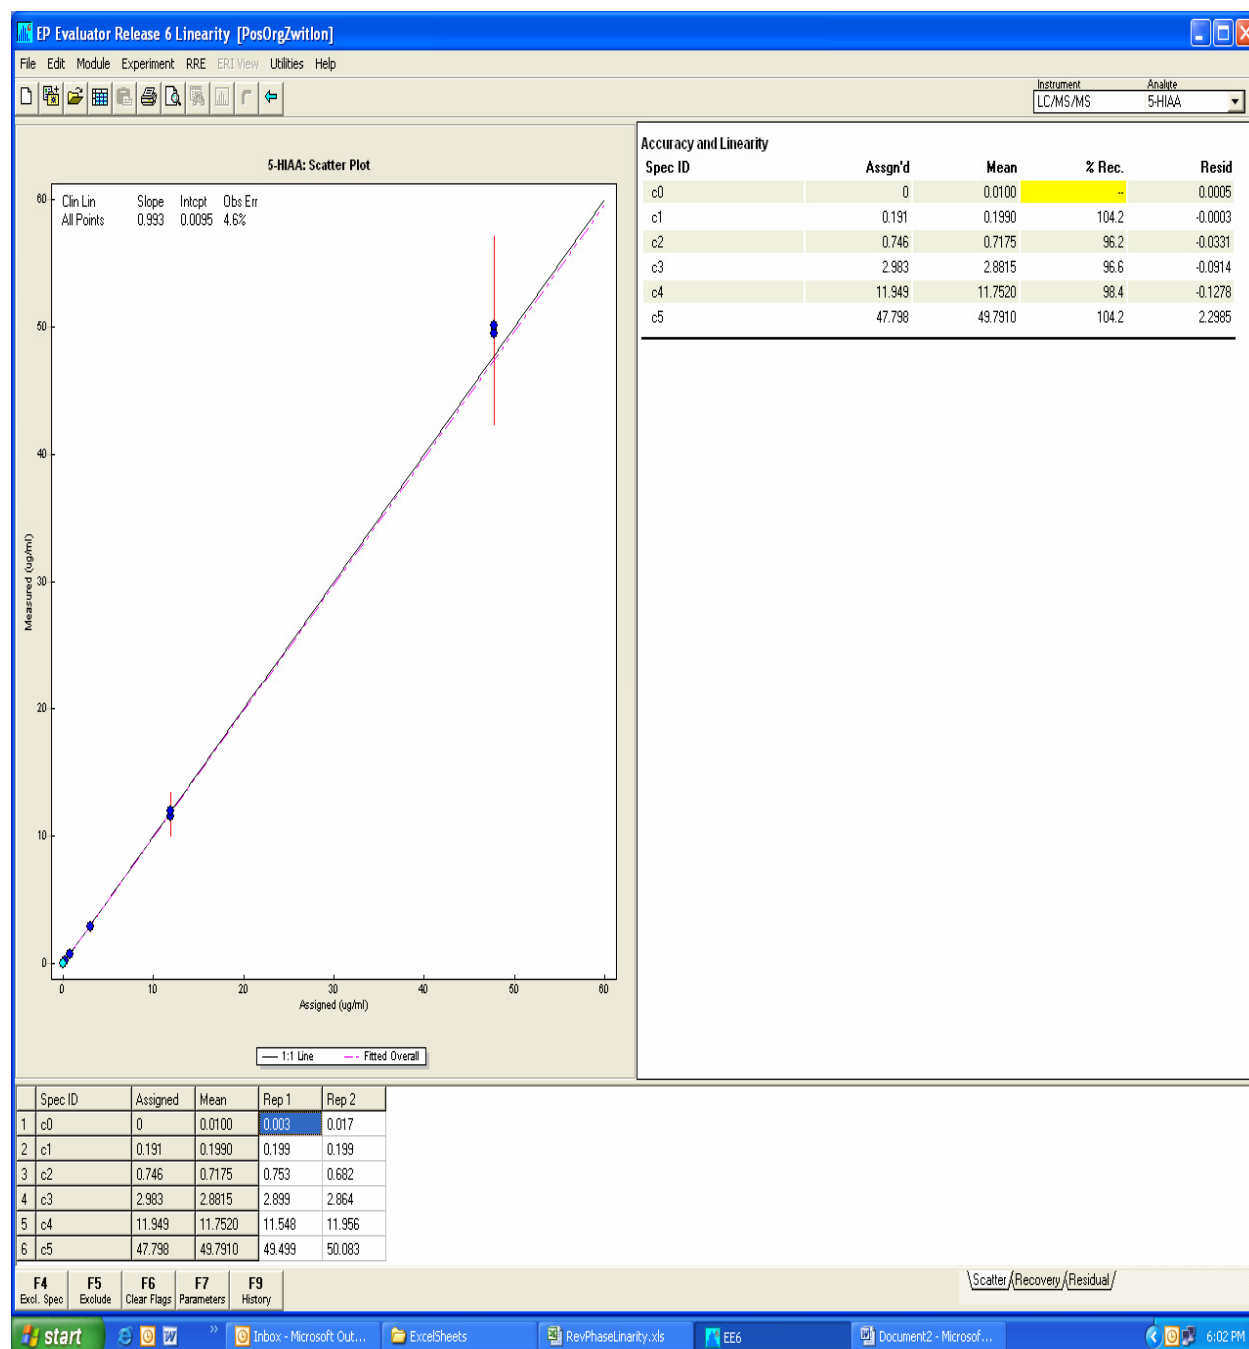 EP Evaluator Release 6 Linearity [PosOrgZwitIon]
File Edit Module Experiment RRE ERI View Utilities Help
Instrument Analyte
LC/MS/MS 5-HIAA
5-HIAA: Scatter Plot
Clin Lin Slope Intcpt Obs Err
All Points 0.993 0.0095 4.6%
60
50
40
30
20
10
0
Measured (ug/ml)
0 10 20 30 40 50 60
Assigned (ug/ml)
1:1 Line Fitted Overall
Accuracy and Linearity
Spec ID Assgn'd Mean % Rec. Resid
c0 0 0.0100 -- 0.0005
c1 0.191 0.1990 104.2 -0.0003
c2 0.746 0.7175 96.2 -0.0331
c3 2.983 2.8815 96.6 -0.0914
c4 11.949 11.7520 98.4 -0.1278
c5 47.798 49.7910 104.2 2.2985
Spec ID Assigned Mean Rep 1 Rep 2
1 c0 0 0.0100 0.003 0.017
2 c1 0.191 0.1990 0.199 0.199
3 c2 0.746 0.7175 0.753 0.682
4 c3 2.983 2.8815 2.899 2.864
5 c4 11.949 11.7520 11.548 11.956
6 c5 47.798 49.7910 49.499 50.083
F4 F5 F6 F7 F9
Excl. Spec Exclude Clear Flags Parameters History
Scatter Recovery Residual
start Inbox - Microsoft Out... ExcelSheets RevPhaseLinarity.xls EE6 Document2 - Microsof... 6:02 PM